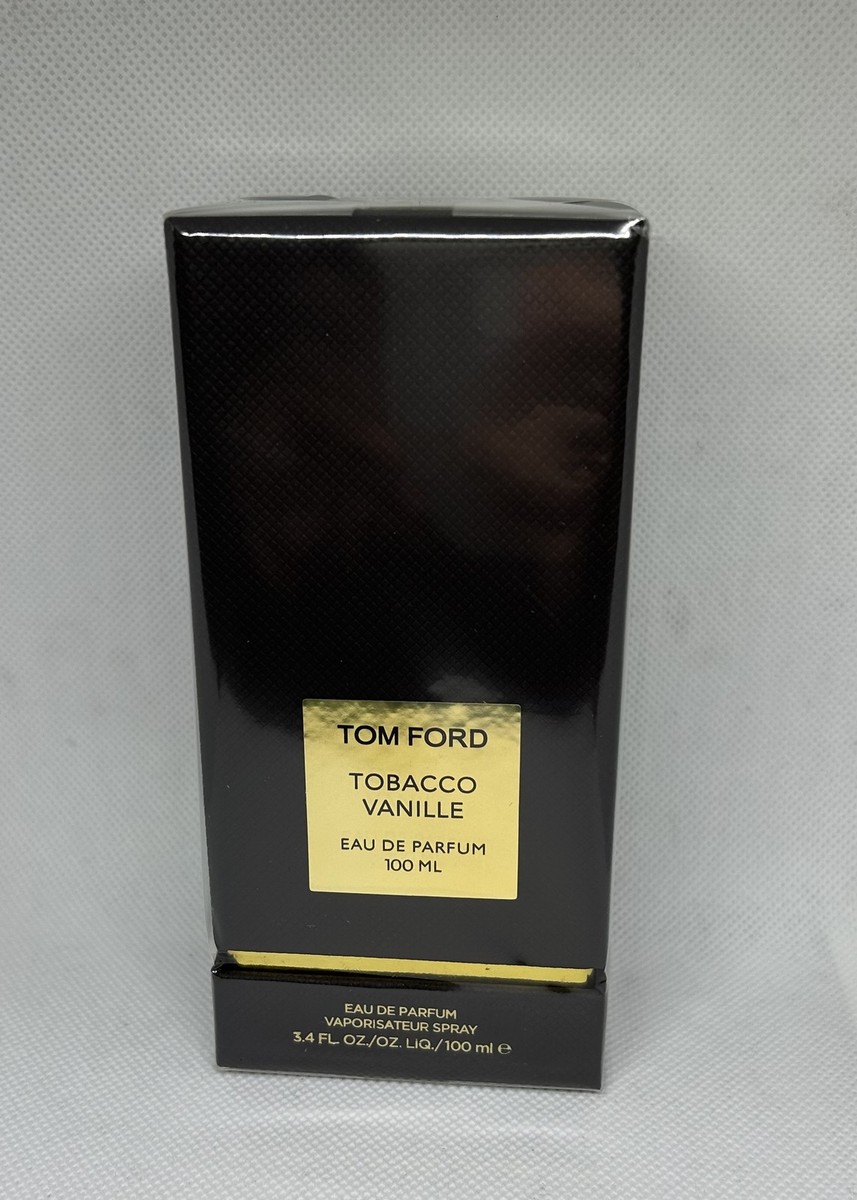 TOM FORD
TOBACCO
VANILLE
EAU DE PARFUM
100 ML
EAU DE PARFUM
VAPORISATEUR SPRAY
3.4 FL. OZ./OZ. LIQ./100 ml ℮